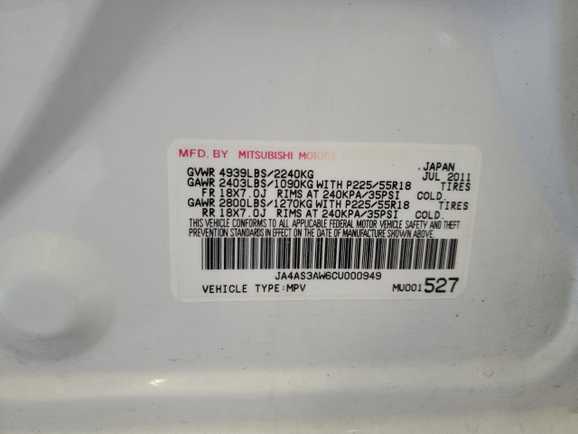 MFD. BY MITSUBISHI MOTORS
JAPAN
GVWR 4939LBS/2240KG JUL 2011
GAWR 2403LBS/1090KG WITH P225/55R18 TIRES
FR 18X7.0J RIMS AT 240KPA/35PSI COLD.
GAWR 2800LBS/1270KG WITH P225/55R18 TIRES
RR 18X7.0J RIMS AT 240KPA/35PSI COLD.
THIS VEHICLE CONFORMS TO ALL APPLICABLE FEDERAL MOTOR VEHICLE SAFETY AND THEFT
PREVENTION STANDARDS IN EFFECT ON THE DATE OF MANUFACTURE SHOWN ABOVE.
JA4AS3AW6CU000949
VEHICLE TYPE:MPV MU001527